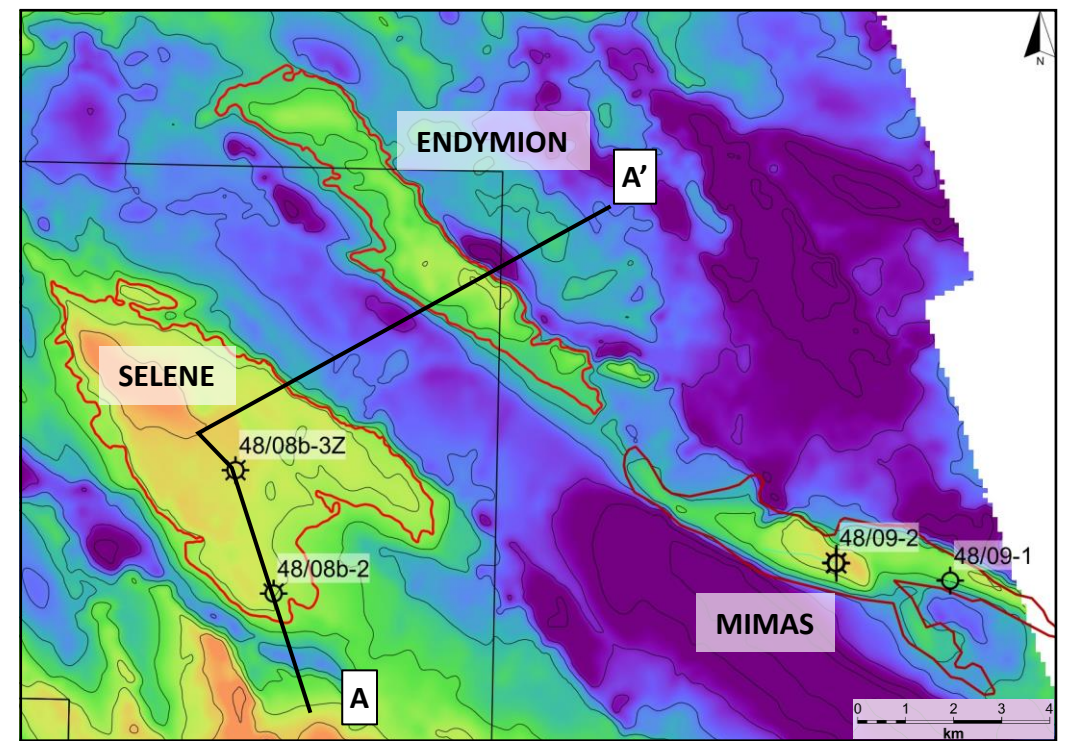 N
ENDYMION
A’
SELENE
48/08b-3Z
48/09-2
48/09-1
48/08b-2
MIMAS
A
0 1 2 3 4
km